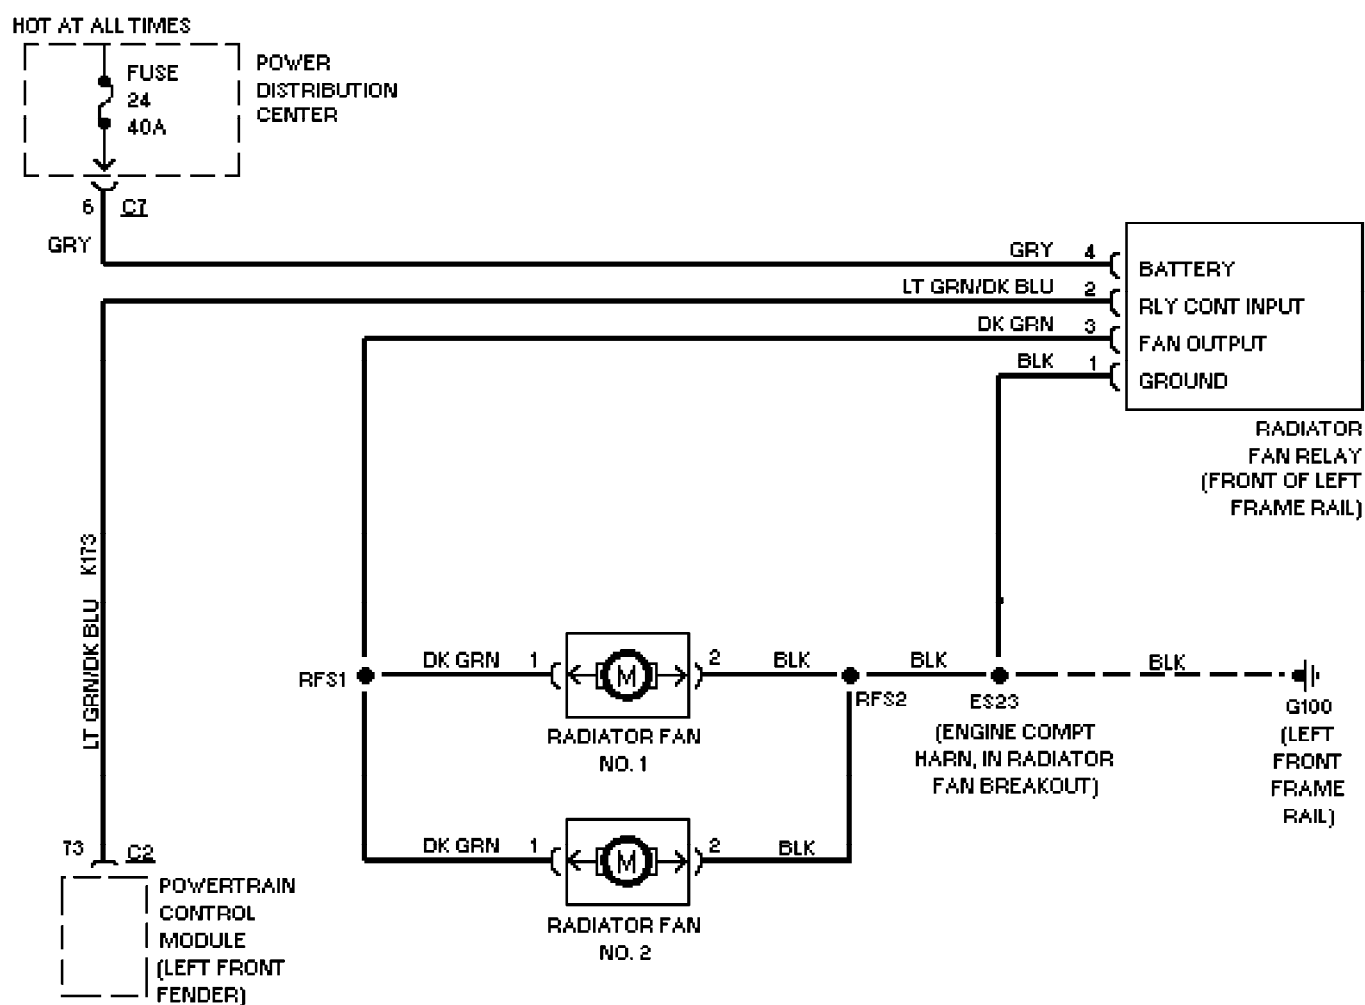 HOT AT ALL TIMES
FUSE
24
40A
POWER
DISTRIBUTION
CENTER
6 C7
GRY
GRY 4
BATTERY
LT GRN/DK BLU 2
RLY CONT INPUT
DK GRN 3
FAN OUTPUT
BLK 1
GROUND
RADIATOR
FAN RELAY
(FRONT OF LEFT
FRAME RAIL)
LT GRN/DK BLU K173
RFS1
DK GRN 1
M
2 BLK
RADIATOR FAN
NO. 1
RFS2
BLK
ES23
(ENGINE COMPT
HARN, IN RADIATOR
FAN BREAKOUT)
BLK
G100
(LEFT
FRONT
FRAME
RAIL)
DK GRN 1
M
2 BLK
RADIATOR FAN
NO. 2
73 C2
POWERTRAIN
CONTROL
MODULE
(LEFT FRONT
FENDER)